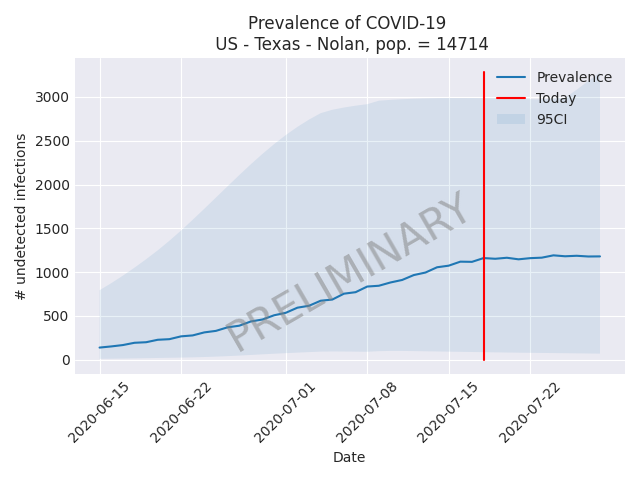 Prevalence of COVID-19
US - Texas - Nolan, pop. = 14714
Prevalence
Today
95CI
3000
2500
2000
1500
1000
500
0
# undetected infections
PRELIMINARY
2020-06-15
2020-06-22
2020-07-01
2020-07-08
2020-07-15
2020-07-22
Date